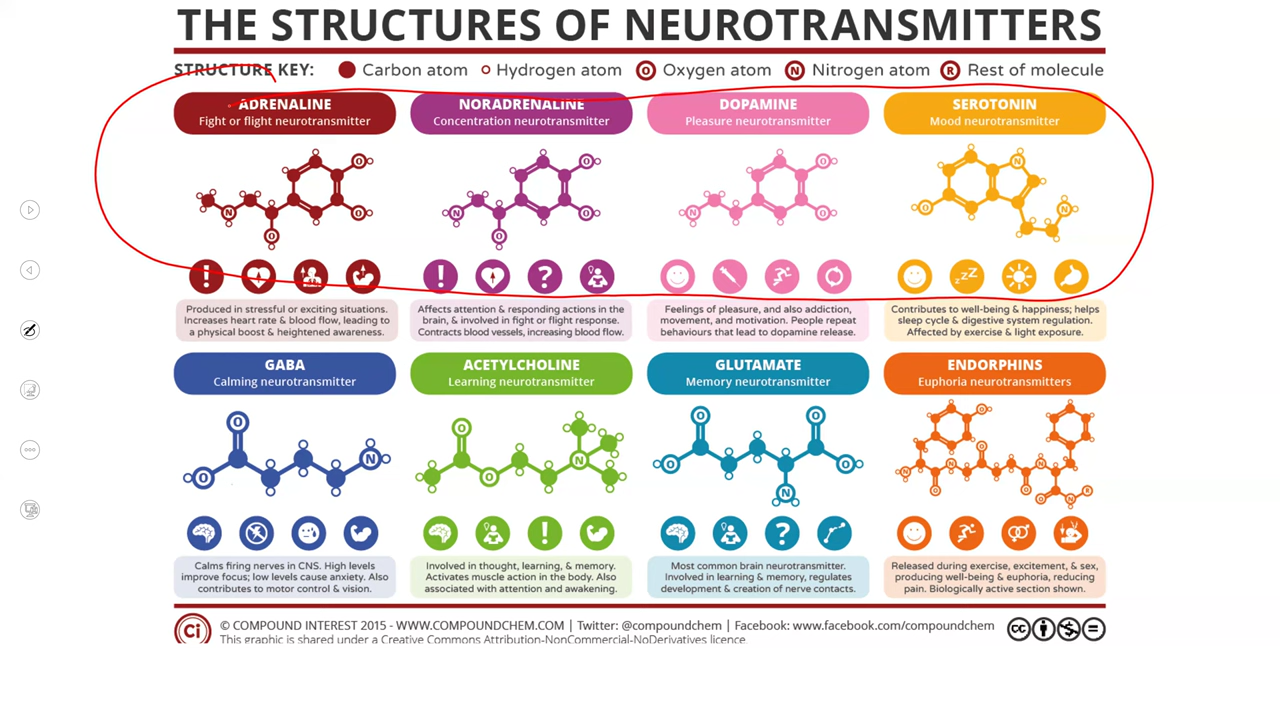 THE STRUCTURES OF NEUROTRANSMITTERS
STRUCTURE KEY: Carbon atom Hydrogen atom O Oxygen atom N Nitrogen atom R Rest of molecule
ADRENALINE
Fight or flight neurotransmitter
NORADRENALINE
Concentration neurotransmitter
DOPAMINE
Pleasure neurotransmitter
SEROTONIN
Mood neurotransmitter
Produced in stressful or exciting situations.
Increases heart rate & blood flow, leading to
a physical boost & heightened awareness.
Affects attention & responding actions in the
brain, & involved in fight or flight response.
Contracts blood vessels, increasing blood flow.
Feelings of pleasure, and also addiction,
movement, and motivation. People repeat
behaviours that lead to dopamine release.
Contributes to well-being & happiness; helps
sleep cycle & digestive system regulation.
Affected by exercise & light exposure.
GABA
Calming neurotransmitter
ACETYLCHOLINE
Learning neurotransmitter
GLUTAMATE
Memory neurotransmitter
ENDORPHINS
Euphoria neurotransmitters
Calms firing nerves in CNS. High levels
improve focus; low levels cause anxiety. Also
contributes to motor control & vision.
Involved in thought, learning, & memory.
Activates muscle action in the body. Also
associated with attention and awakening.
Most common brain neurotransmitter.
Involved in learning & memory, regulates
development & creation of nerve contacts.
Released during exercise, excitement, & sex,
producing well-being & euphoria, reducing
pain. Biologically active section shown.
Ci
© COMPOUND INTEREST 2015 - WWW.COMPOUNDCHEM.COM | Twitter: @compoundchem | Facebook: www.facebook.com/compoundchem
This graphic is shared under a Creative Commons Attribution-NonCommercial-NoDerivatives licence.